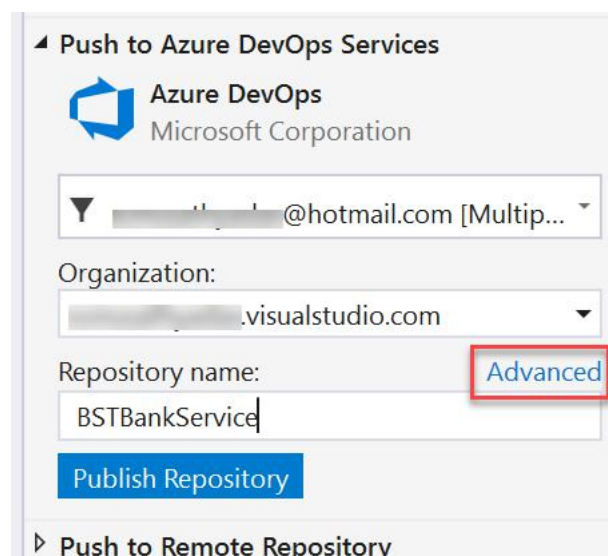 Push to Azure DevOps Services
Azure DevOps
Microsoft Corporation
@hotmail.com [Multip...
Organization:
.visualstudio.com
Repository name: Advanced
BSTBankService
Publish Repository
Push to Remote Repository